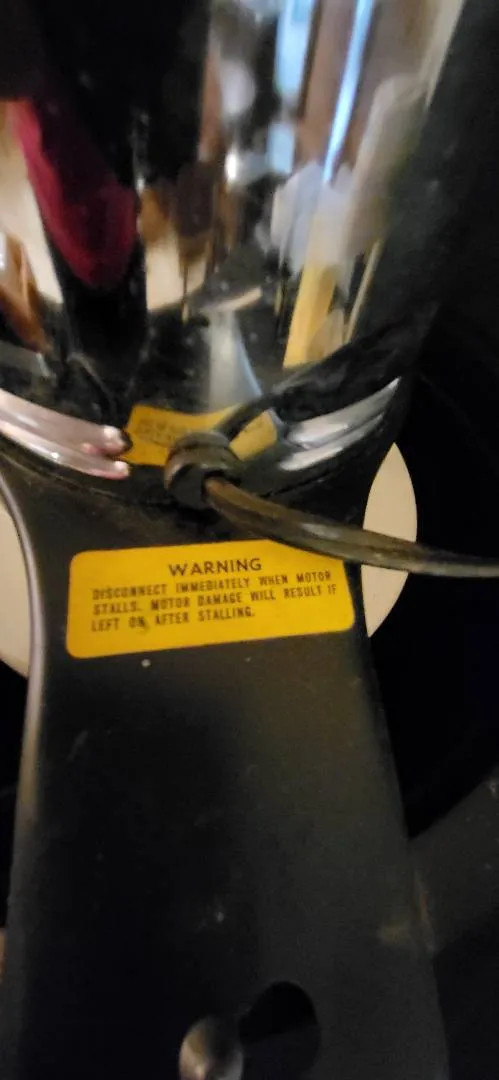 WARNING
DISCONNECT IMMEDIATELY WHEN MOTOR
STALLS. MOTOR DAMAGE WILL RESULT IF
LEFT ON AFTER STALLING.